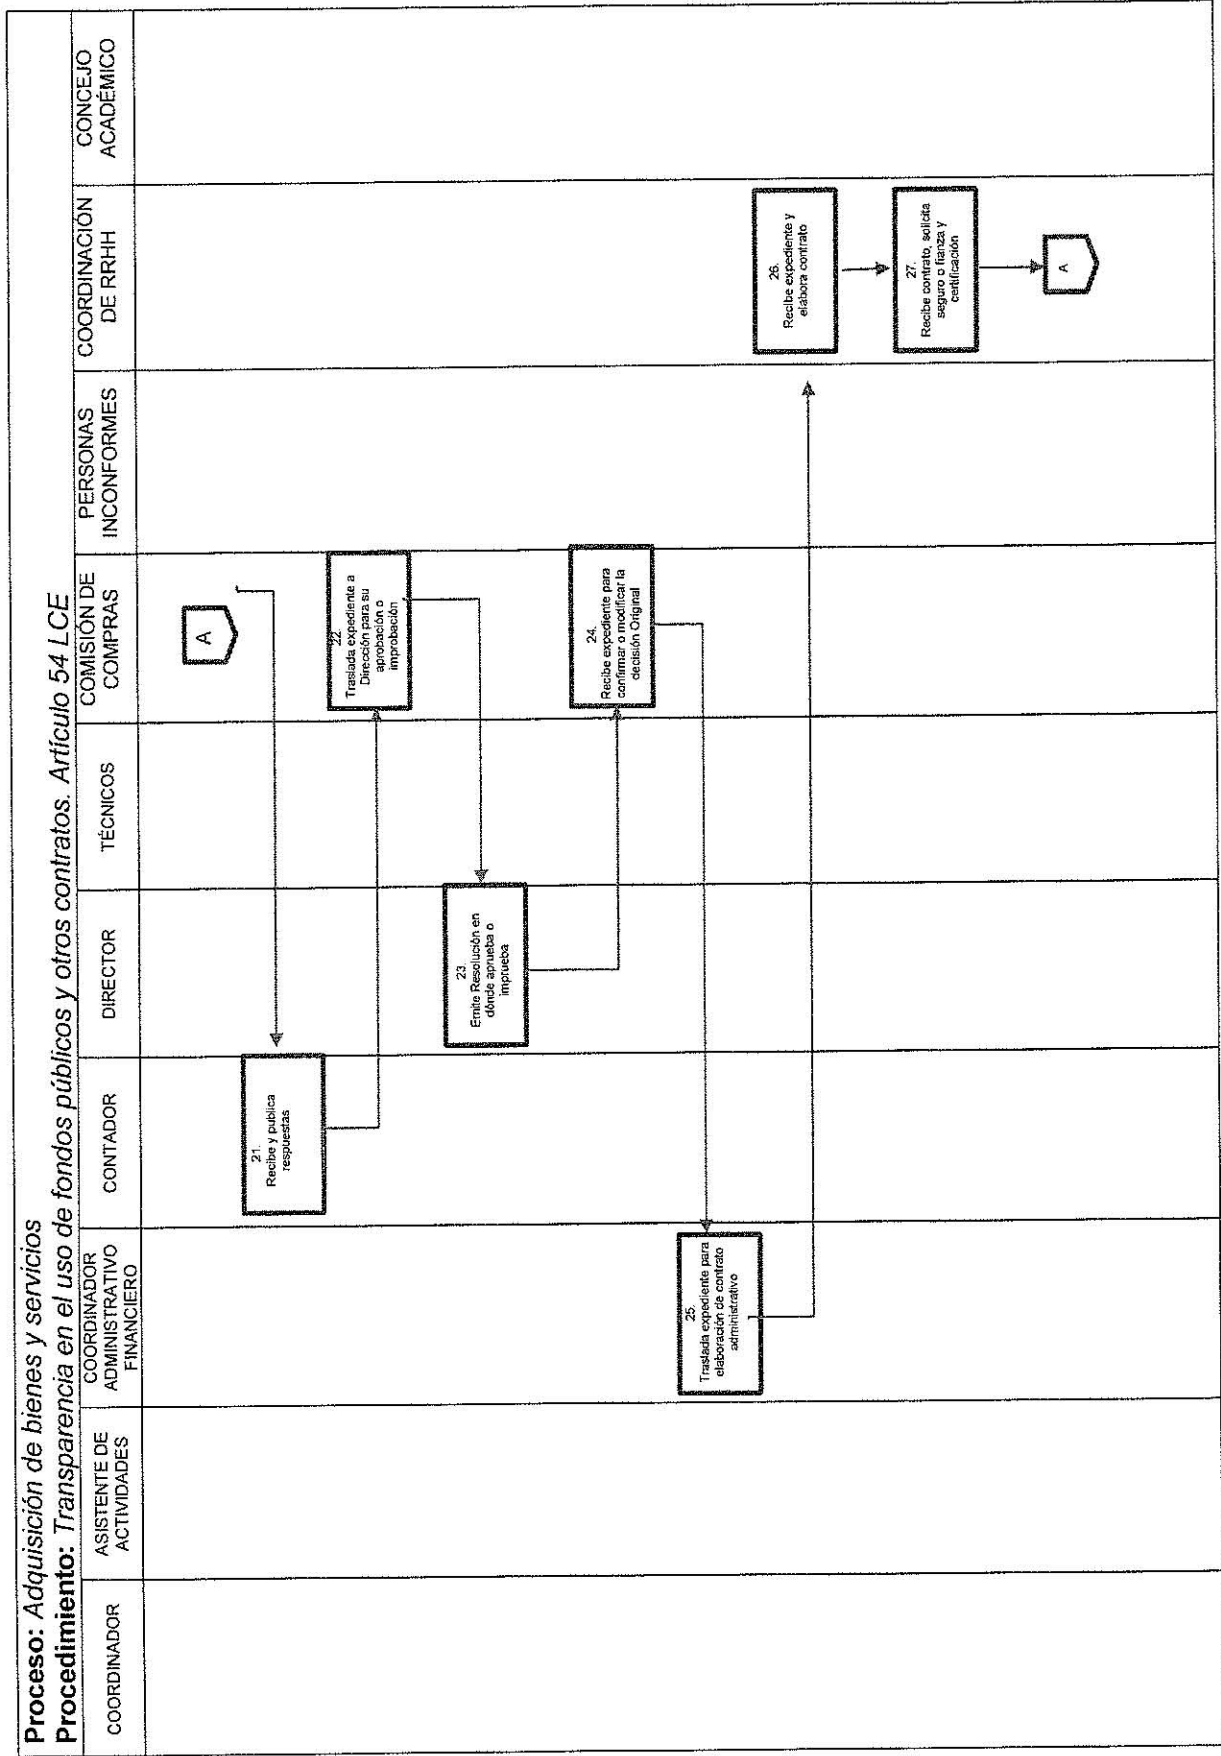 Proceso: Adquisición de bienes y servicios
Procedimiento: Transparencia en el uso de fondos públicos y otros contratos. Artículo 54 LCE
COORDINADOR
ASISTENTE DE
ACTIVIDADES
COORDINADOR
ADMINISTRATIVO
FINANCIERO
CONTADOR
DIRECTOR
TÉCNICOS
COMISIÓN DE
COMPRAS
PERSONAS
INCONFORMES
COORDINACIÓN
DE RRHH
CONCEJO
ACADÉMICO
A
21.
Recibe y publica
respuestas
22.
Traslada expediente a
Dirección para su
aprobación o
improbación
23.
Emite Resolución en
dónde aprueba o
imprueba
24.
Recibe expediente para
confirmar o modificar la
decisión Original
25.
Traslada expediente para
elaboración de contrato
administrativo
26.
Recibe expediente y
elabora contrato
27.
Recibe contrato, solicita
seguro o fianza y
certificación
A